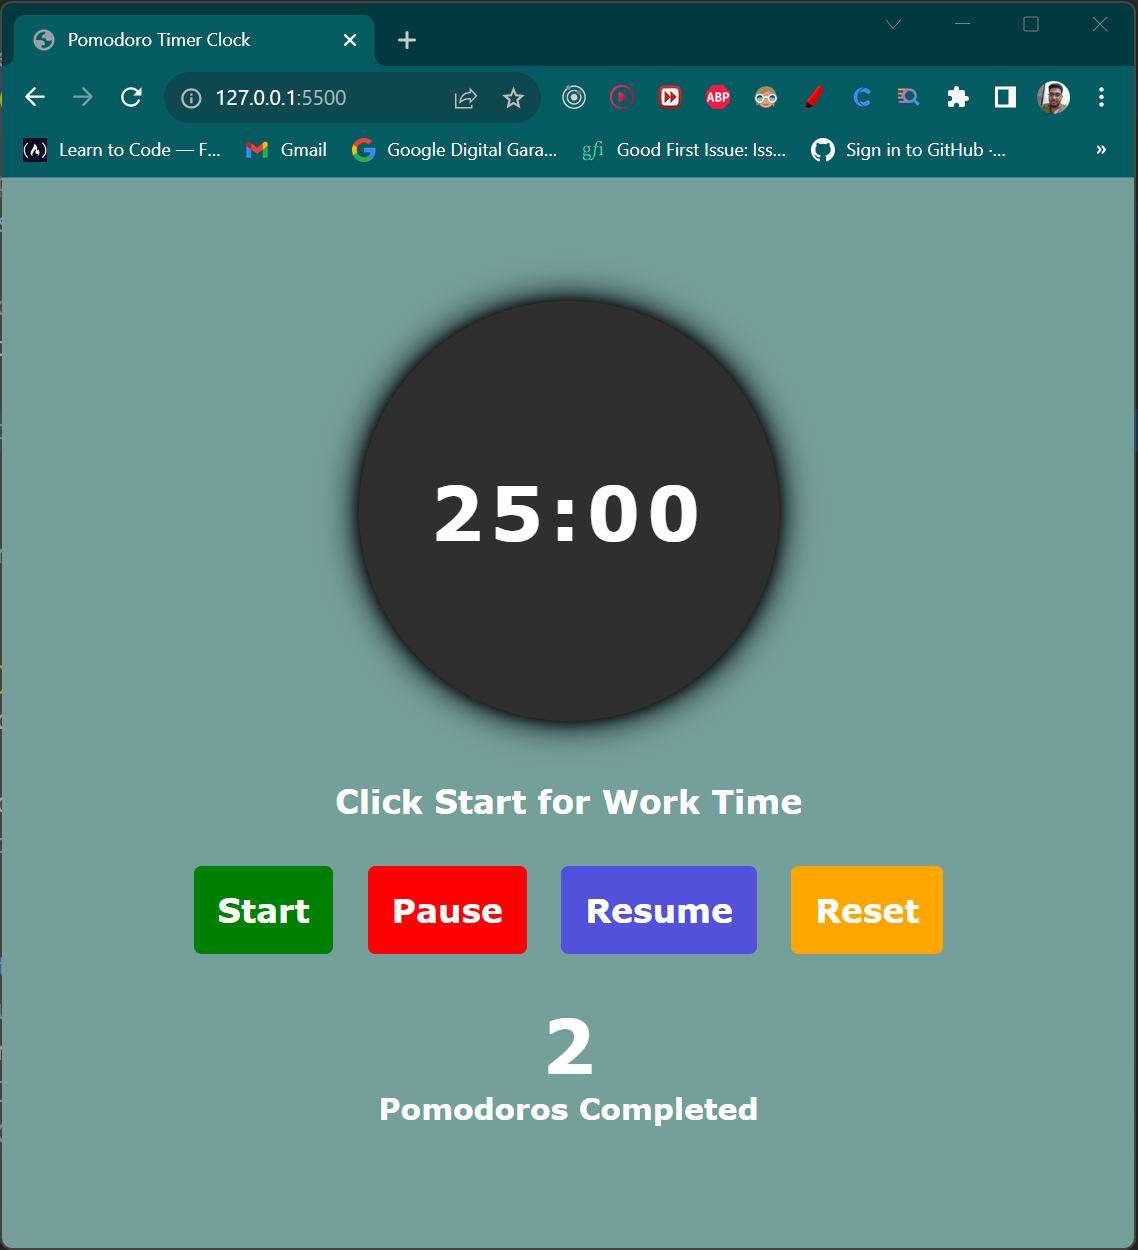 Pomodoro Timer Clock
127.0.0.1:5500
ABP
Learn to Code — F...
Gmail
Google Digital Gara...
gfi
Good First Issue: Iss...
Sign in to GitHub ·...
25:00
Click Start for Work Time
Start
Pause
Resume
Reset
2
Pomodoros Completed